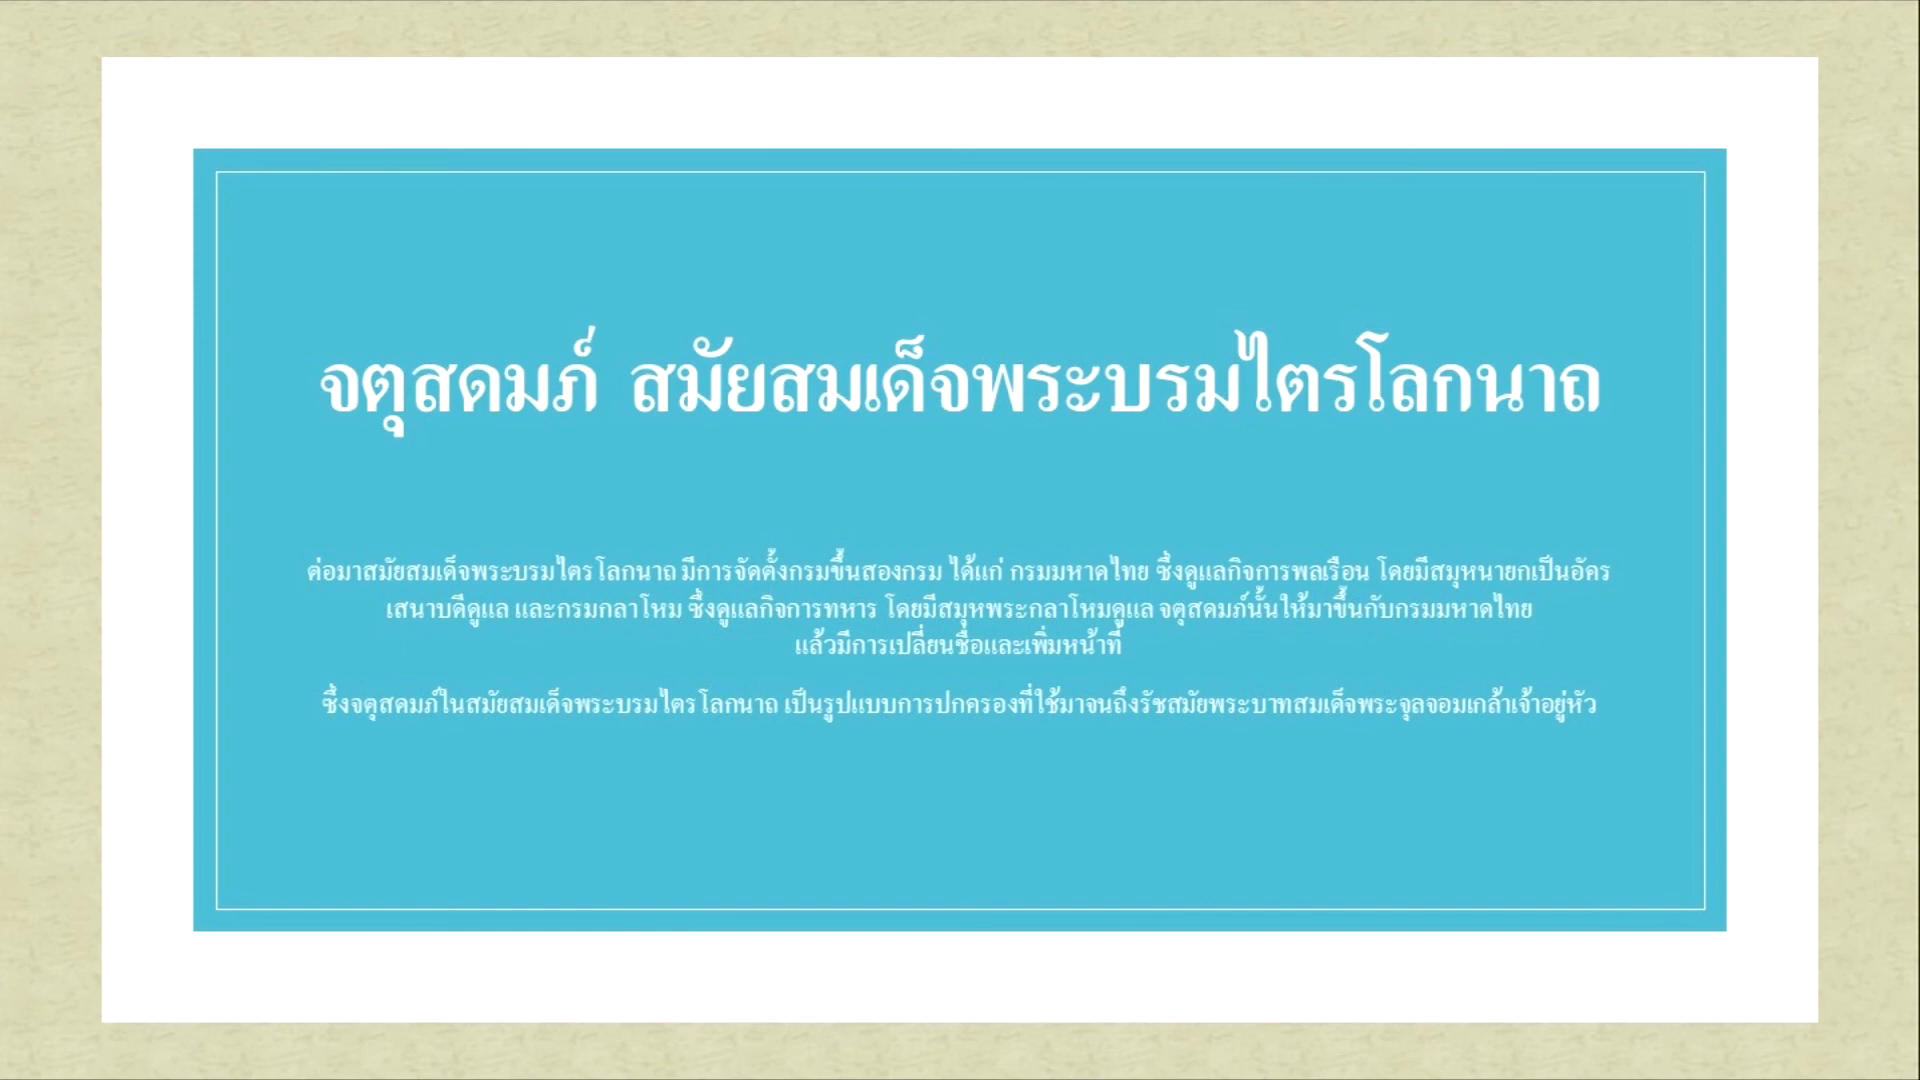 จตุสดมภ์ สมัยสมเด็จพระบรมไตรโลกนาถ
ต่อมาสมัยสมเด็จพระบรมไตรโลกนาถ มีการจัดตั้งกรมขึ้นสองกรม ได้แก่ กรมมหาดไทย ซึ่งดูแลกิจการพลเรือน โดยมีสมุหนายกเป็นอัคร
เสนาบดีดูแล และกรมกลาโหม ซึ่งดูแลกิจการทหาร โดยมีสมุหพระกลาโหมดูแล จตุสดมภ์นั้นให้มาขึ้นกับกรมมหาดไทย
แล้วมีการเปลี่ยนชื่อและเพิ่มหน้าที่
ซึ่งจตุสดมภ์ในสมัยสมเด็จพระบรมไตรโลกนาถ เป็นรูปแบบการปกครองที่ใช้มาจนถึงรัชสมัยพระบาทสมเด็จพระจุลจอมเกล้าเจ้าอยู่หัว